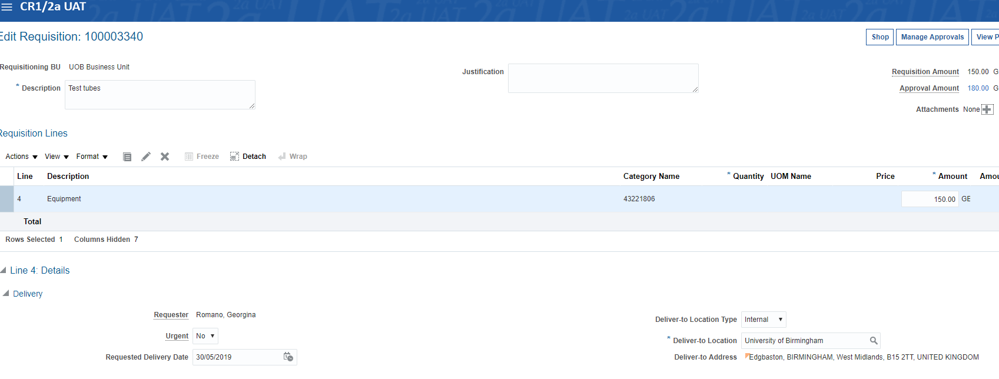 CR1/2a UAT
Edit Requisition: 100003340
Shop Manage Approvals View P
Requisitioning BU UOB Business Unit
* Description Test tubes
Justification
Requisition Amount 150.00 G
Approval Amount 180.00 G
Attachments None
Requisition Lines
Actions View Format Freeze Detach Wrap
Line Description Category Name * Quantity UOM Name Price * Amount Amou
4 Equipment 43221806 150.00 GE
Total
Rows Selected 1 Columns Hidden 7
Line 4: Details
Delivery
Requester Romano, Georgina
Urgent No
Requested Delivery Date 30/05/2019
Deliver-to Location Type Internal
* Deliver-to Location University of Birmingham
Deliver-to Address Edgbaston, BIRMINGHAM, West Midlands, B15 2TT, UNITED KINGDOM